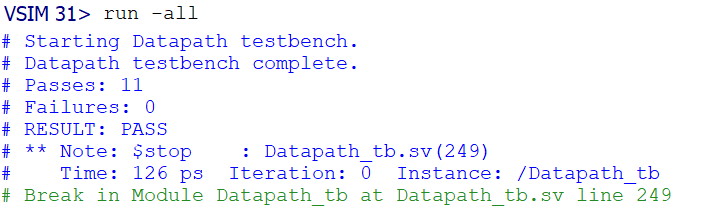 VSIM 31> run -all
# Starting Datapath testbench.
# Datapath testbench complete.
# Passes: 11
# Failures: 0
# RESULT: PASS
# ** Note: $stop    : Datapath_tb.sv(249)
#    Time: 126 ps  Iteration: 0  Instance: /Datapath_tb
# Break in Module Datapath_tb at Datapath_tb.sv line 249